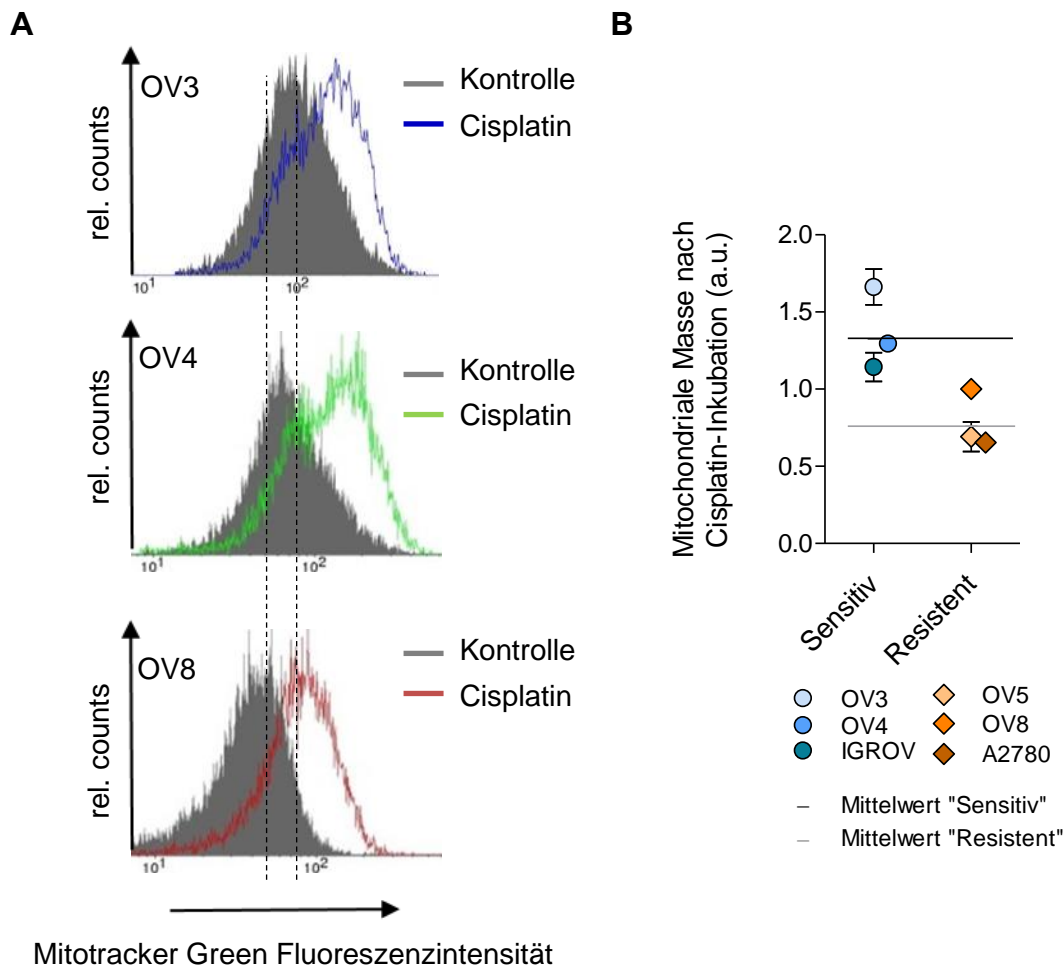 A
OV3
rel. counts
Kontrolle
Cisplatin
10¹
10²
OV4
rel. counts
Kontrolle
Cisplatin
10¹
10²
OV8
rel. counts
Kontrolle
Cisplatin
10¹
10²
Mitotracker Green Fluoreszenzintensität
B
Mitochondriale Masse nach
Cisplatin-Inkubation (a.u.)
2.0
1.5
1.0
0.5
0.0
Sensitiv
Resistent
OV3
OV4
IGROV
OV5
OV8
A2780
Mittelwert "Sensitiv"
Mittelwert "Resistent"